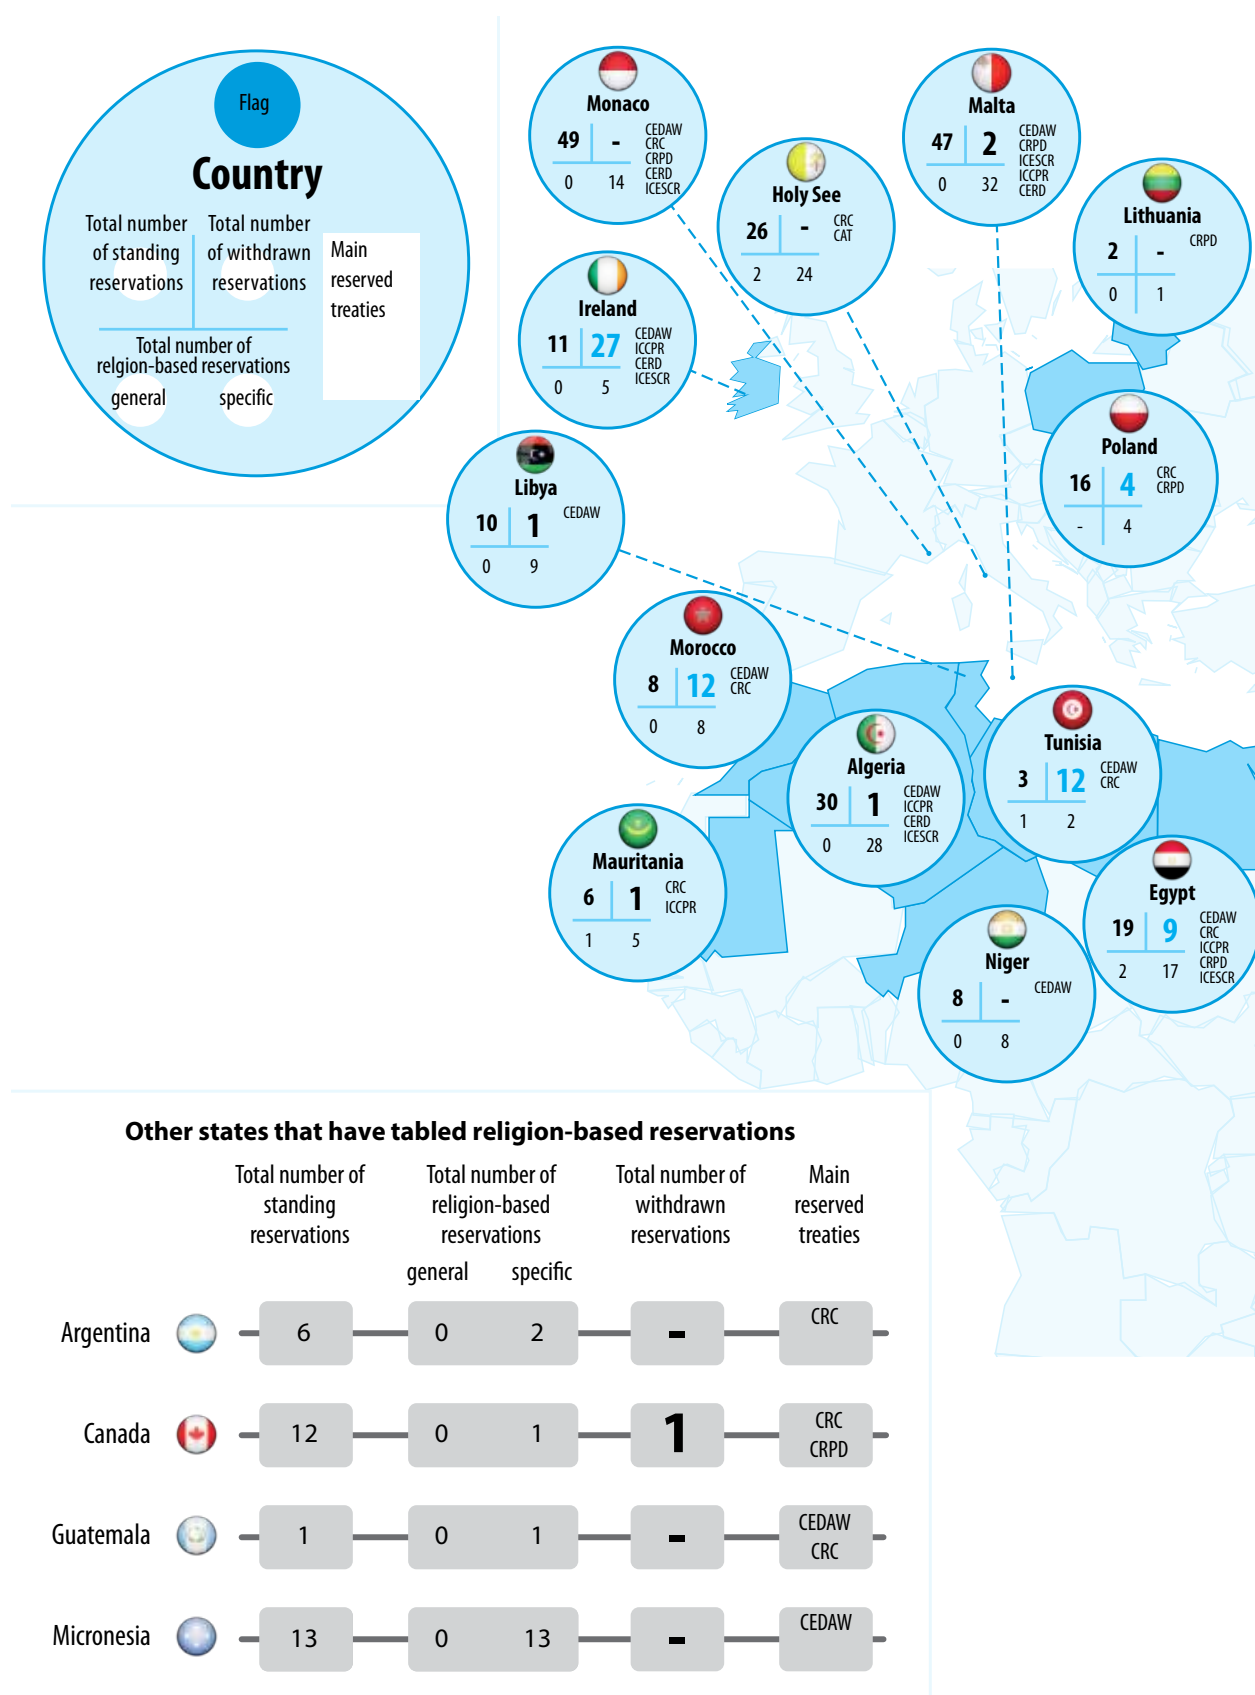 Flag
Country
Total number
of standing
reservations
Total number
of withdrawn
reservations
Main
reserved
treaties
Total number of
relgion-based reservations
general
specific
Monaco
49
-
CEDAW
CRC
CRPD
CERD
ICESCR
0
14
Holy See
26
-
CRC
CAT
2
24
Malta
47
2
CEDAW
CRPD
ICESCR
ICCPR
CERD
0
32
Lithuania
2
-
CRPD
0
1
Ireland
11
27
CEDAW
ICCPR
CERD
ICESCR
0
5
Poland
16
4
CRC
CRPD
-
4
Libya
10
1
CEDAW
0
9
Morocco
8
12
CEDAW
CRC
0
8
Algeria
30
1
CEDAW
ICCPR
CERD
ICESCR
0
28
Tunisia
3
12
CEDAW
CRC
1
2
Mauritania
6
1
CRC
ICCPR
1
5
Egypt
19
9
CEDAW
CRC
ICCPR
CRPD
ICESCR
2
17
Niger
8
-
CEDAW
0
8
Other states that have tabled religion-based reservations
Total number of
standing
reservations
Total number of
religion-based
reservations
general specific
Total number of
withdrawn
reservations
Main
reserved
treaties
Argentina 6 0 2 - CRC
Canada 12 0 1 1 CRC
CRPD
Guatemala 1 0 1 - CEDAW
CRC
Micronesia 13 0 13 - CEDAW